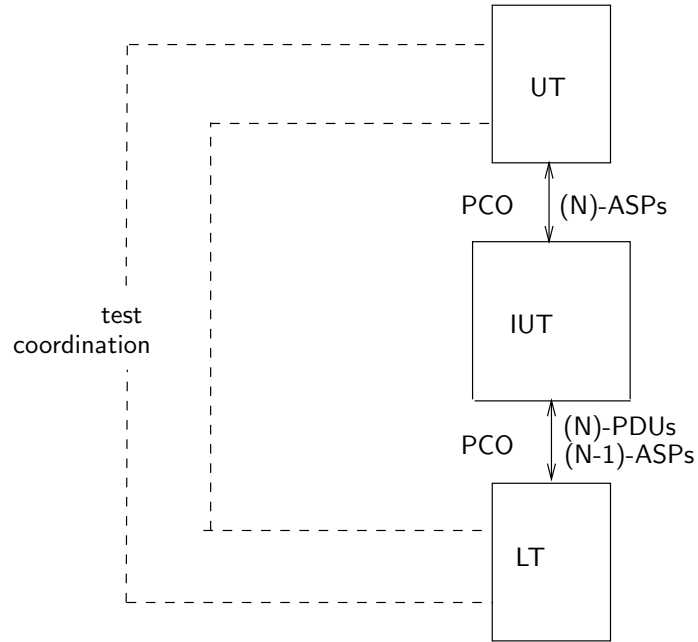 UT
PCO
(N)-ASPs
test
coordination
IUT
PCO
(N)-PDUs
(N-1)-ASPs
LT